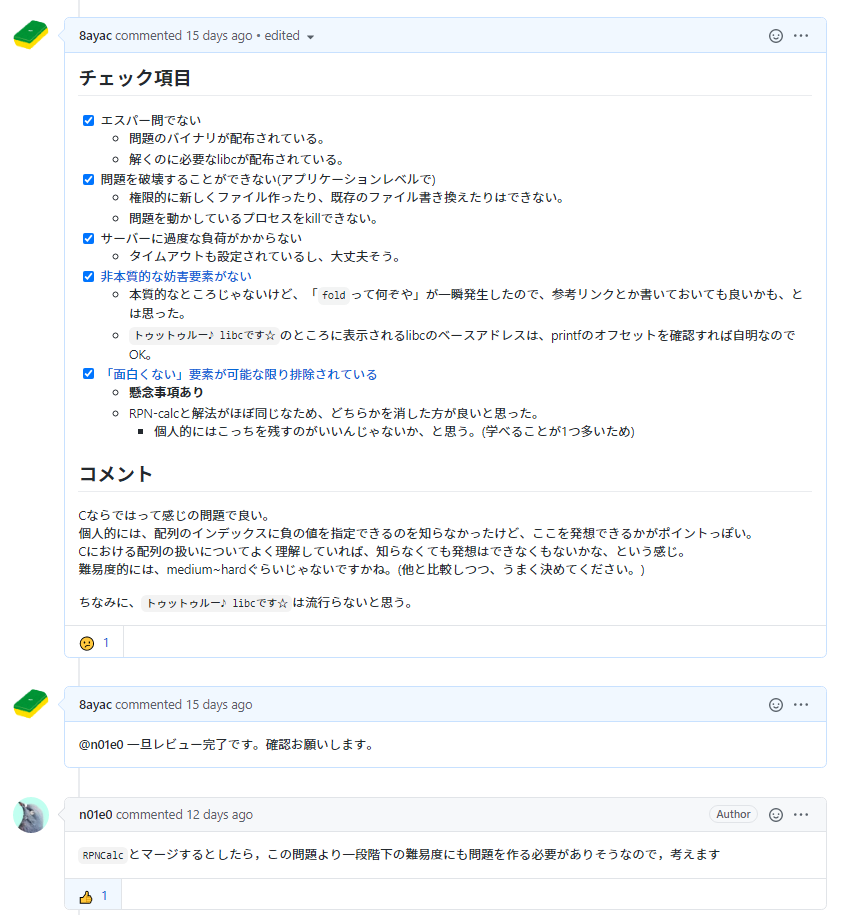 8ayac commented 15 days ago • edited
チェック項目
エスパー問でない
問題のバイナリが配布されている。
解くのに必要なlibcが配布されている。
問題を破壊することができない(アプリケーションレベルで)
権限的に新しくファイル作ったり、既存のファイル書き換えたりはできない。
問題を動かしているプロセスをkillできない。
サーバーに過度な負荷がかからない
タイムアウトも設定されているし、大丈夫そう。
非本質的な妨害要素がない
本質的なところじゃないけど、「fold って何ぞや」が一瞬発生したので、参考リンクとか書いておいても良いかも、と
は思った。
トゥットゥルー♪ libcです☆ のところに表示されるlibcのベースアドレスは、printfのオフセットを確認すれば自明なので
OK。
「面白くない」要素が可能な限り排除されている
懸念事項あり
RPN-calcと解法がほぼ同じなため、どちらかを消した方が良いと思った。
個人的にはこっちを残すのがいいんじゃないか、と思う。(学べることが1つ多いため)
コメント
Cならではって感じの問題で良い。
個人的には、配列のインデックスに負の値を指定できるのを知らなかったけど、ここを発想できるかがポイントっぽい。
Cにおける配列の扱いについてよく理解していれば、知らなくても発想はできなくもないかな、という感じ。
難易度的には、medium~hardぐらいじゃないですかね。(他と比較しつつ、うまく決めてください。)
ちなみに、トゥットゥルー♪ libcです☆ は流行らないと思う。
1
8ayac commented 15 days ago
@n01e0 一旦レビュー完了です。確認お願いします。
n01e0 commented 12 days ago
Author
RPNCalc とマージするとしたら，この問題より一段階下の難易度にも問題を作る必要がありそうなので，考えます
1